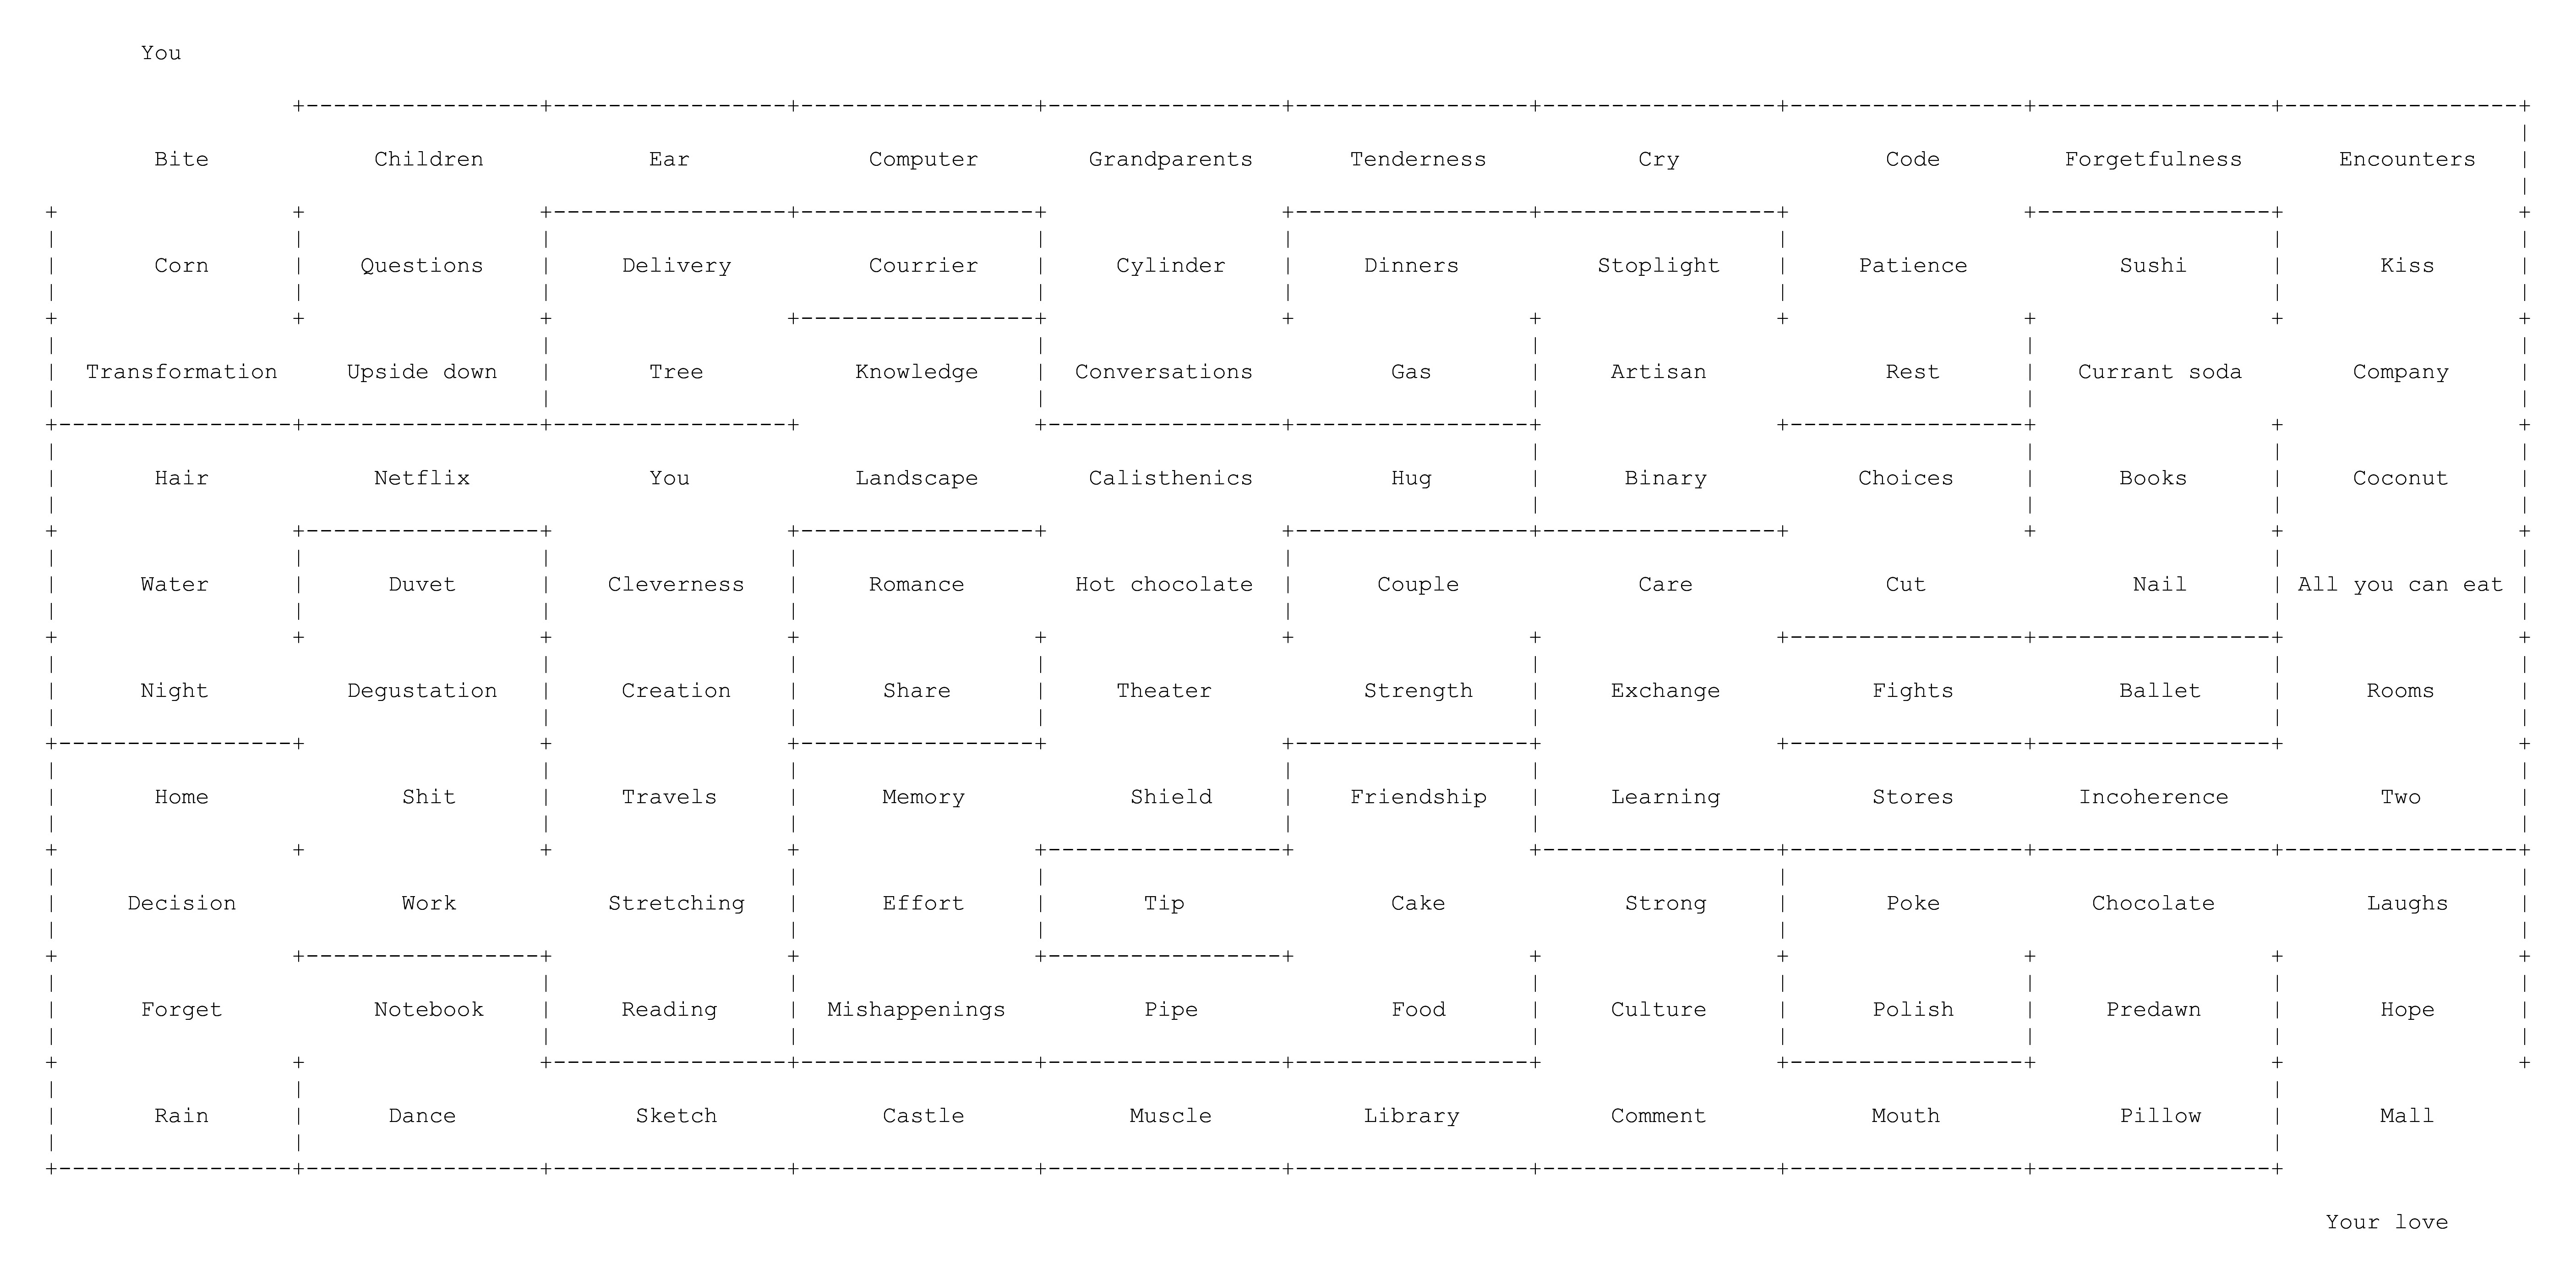 You
Bite Children Ear Computer Grandparents Tenderness Cry Code Forgetfulness Encounters
Corn Questions Delivery Courrier Cylinder Dinners Stoplight Patience Sushi Kiss
Transformation Upside down Tree Knowledge Conversations Gas Artisan Rest Currant soda Company
Hair Netflix You Landscape Calisthenics Hug Binary Choices Books Coconut
Water Duvet Cleverness Romance Hot chocolate Couple Care Cut Nail All you can eat
Night Degustation Creation Share Theater Strength Exchange Fights Ballet Rooms
Home Shit Travels Memory Shield Friendship Learning Stores Incoherence Two
Decision Work Stretching Effort Tip Cake Strong Poke Chocolate Laughs
Forget Notebook Reading Mishappenings Pipe Food Culture Polish Predawn Hope
Rain Dance Sketch Castle Muscle Library Comment Mouth Pillow Mall
Your love